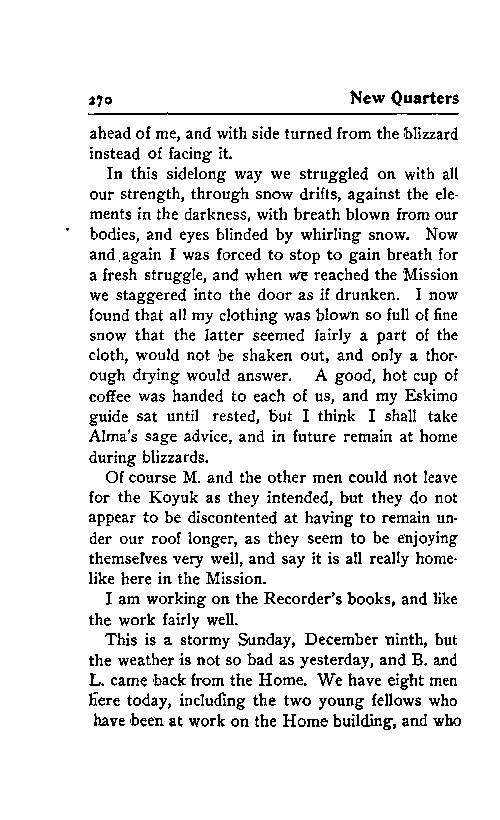 270 New Quarters
ahead of me, and with side turned from the blizzard
instead of facing it.
In this sidelong way we struggled on with all
our strength, through snow drifts, against the ele-
ments in the darkness, with breath blown from our
bodies, and eyes blinded by whirling snow. Now
and again I was forced to stop to gain breath for
a fresh struggle, and when we reached the Mission
we staggered into the door as if drunken. I now
found that all my clothing was blown so full of fine
snow that the latter seemed fairly a part of the
cloth, would not be shaken out, and only a thor-
ough drying would answer. A good, hot cup of
coffee was handed to each of us, and my Eskimo
guide sat until rested, but I think I shall take
Alma's sage advice, and in future remain at home
during blizzards.
Of course M. and the other men could not leave
for the Koyuk as they intended, but they do not
appear to be discontented at having to remain un-
der our roof longer, as they seem to be enjoying
themselves very well, and say it is all really home-
like here in the Mission.
I am working on the Recorder's books, and like
the work fairly well.
This is a stormy Sunday, December ninth, but
the weather is not so bad as yesterday, and B. and
L. came back from the Home. We have eight men
here today, including the two young fellows who
have been at work on the Home building, and who